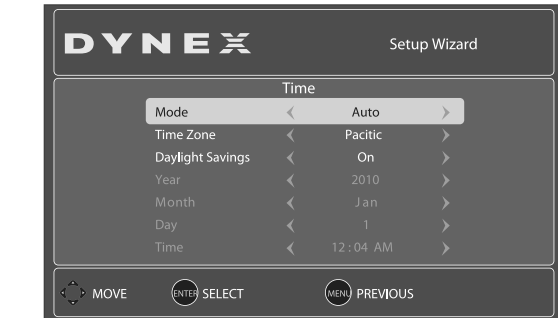 DYNEX
Setup Wizard
Time
Mode Auto
Time Zone Pacitic
Daylight Savings On
Year 2010
Month Jan
Day 1
Time 12:04 AM
MOVE ENTER SELECT MENU PREVIOUS